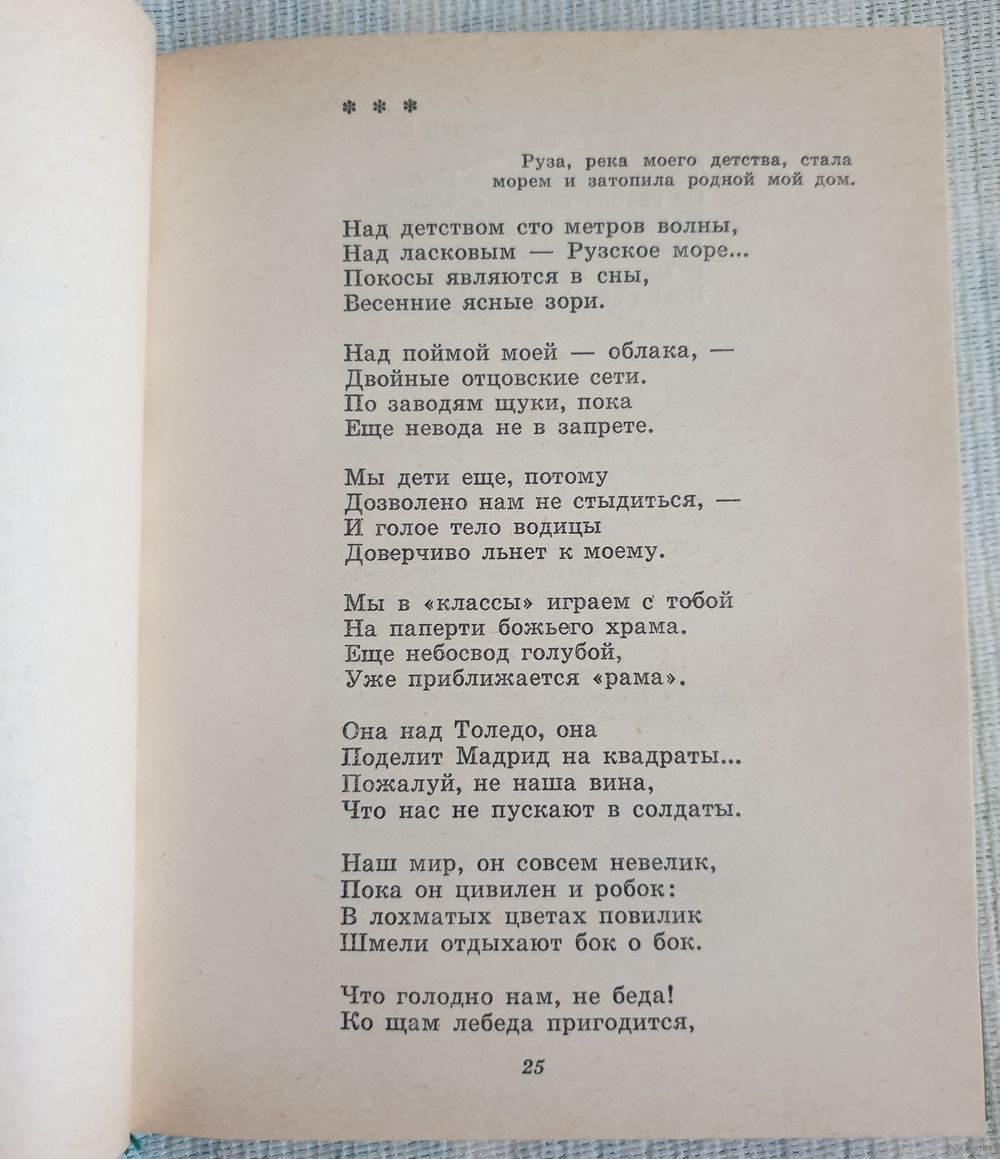 * * *
Руза, река моего детства, стала
морем и затопила родной мой дом.
Над детством сто метров волны,
Над ласковым — Рузское море...
Покосы являются в сны,
Весенние ясные зори.
Над поймой моей — облака, —
Двойные отцовские сети.
По заводям щуки, пока
Еще невода не в запрете.
Мы дети еще, потому
Дозволено нам не стыдиться, —
И голое тело водицы
Доверчиво льнет к моему.
Мы в «классы» играем с тобой
На паперти божьего храма.
Еще небосвод голубой,
Уже приближается «рама».
Она над Толедо, она
Поделит Мадрид на квадраты...
Пожалуй, не наша вина,
Что нас не пускают в солдаты.
Наш мир, он совсем невелик,
Пока он цивилен и робок:
В лохматых цветах повилик
Шмели отдыхают бок о бок.
Что голодно нам, не беда!
Ко щам лебеда пригодится,
25